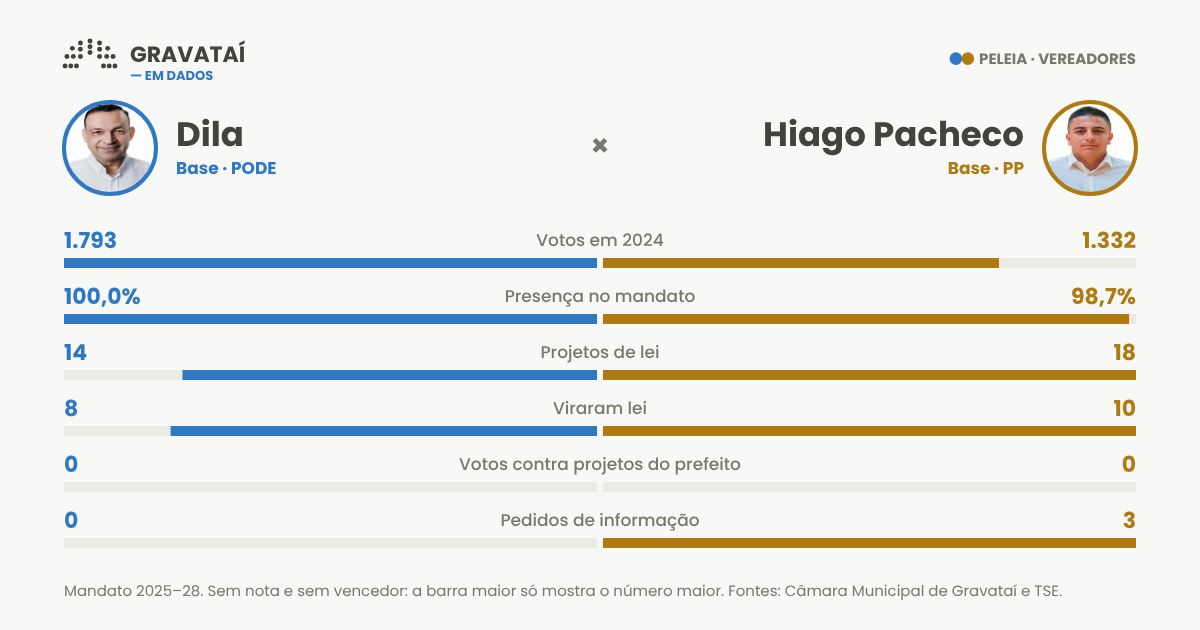 GRAVATAÍ
— EM DADOS
PELEIA · VEREADORES
Dila
Base · PODE
×
Hiago Pacheco
Base · PP
1.793 Votos em 2024 1.332
100,0% Presença no mandato 98,7%
14 Projetos de lei 18
8 Viraram lei 10
0 Votos contra projetos do prefeito 0
0 Pedidos de informação 3
Mandato 2025–28. Sem nota e sem vencedor: a barra maior só mostra o número maior. Fontes: Câmara Municipal de Gravataí e TSE.